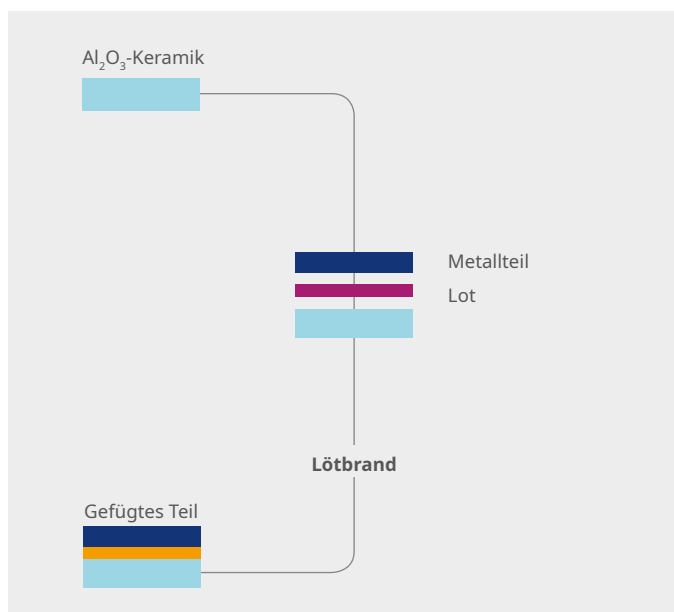 Al₂O₃-Keramik
Metallteil
Lot
Lötbrand
Gefügtes Teil